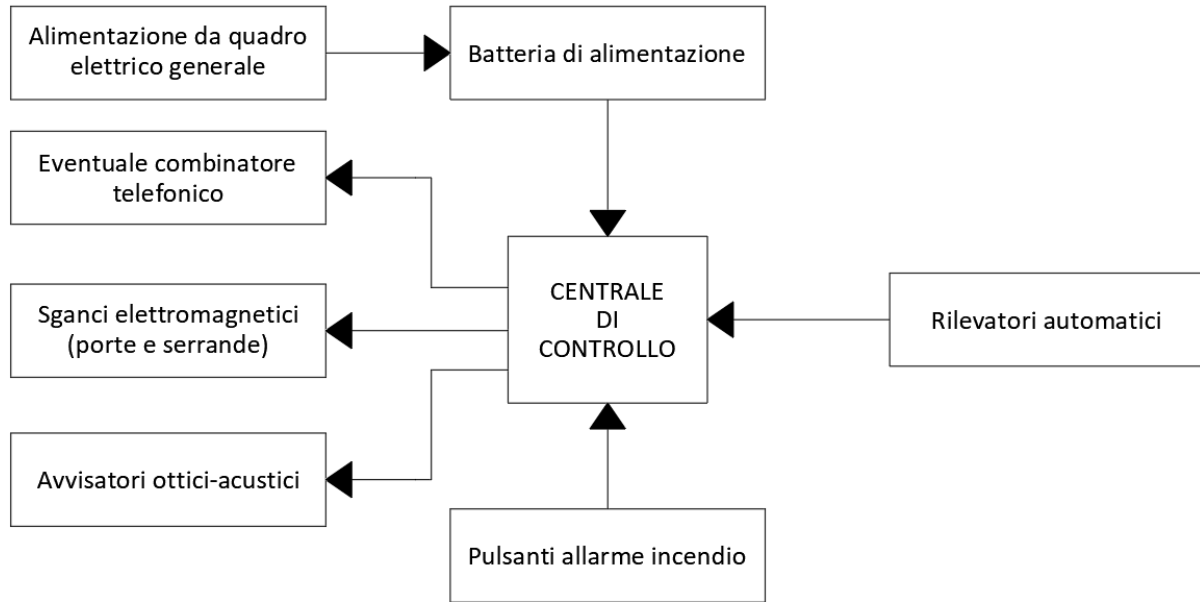 Alimentazione da quadro
elettrico generale
Batteria di alimentazione
Eventuale combinatore
telefonico
Sganci elettromagnetici
(porte e serrande)
CENTRALE
DI
CONTROLLO
Rilevatori automatici
Avvisatori ottici-acustici
Pulsanti allarme incendio